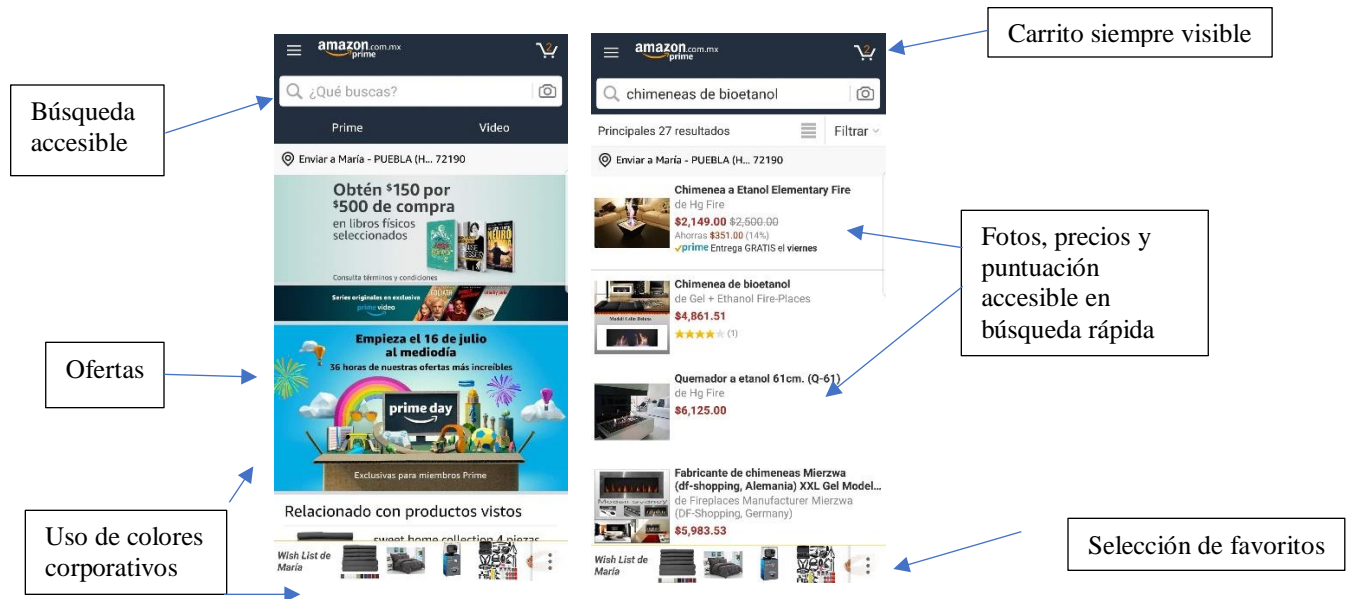 Búsqueda
accesible
Ofertas
Uso de colores
corporativos
amazon.com.mx
prime
2
¿Qué buscas?
Prime Video
Enviar a María - PUEBLA (H... 72190
Obtén $150 por
$500 de compra
en libros físicos
seleccionados
Consulta términos y condiciones
Series originales en exclusiva
prime video
GOLIATH
Empieza el 16 de julio
al mediodía
36 horas de nuestras ofertas más increíbles
prime day
Exclusivas para miembros Prime
Relacionado con productos vistos
sweet home collection 4 piezas
Wish List de
María
amazon.com.mx
prime
2
chimeneas de bioetanol
Principales 27 resultados Filtrar
Enviar a María - PUEBLA (H... 72190
Chimenea a Etanol Elementary Fire
de Hg Fire
$2,149.00 $2,500.00
Ahorras $351.00 (14%)
prime Entrega GRATIS el viernes
Chimenea de bioetanol
de Gel + Ethanol Fire-Places
$4,861.51
(1)
Quemador a etanol 61cm. (Q-61)
de Hg Fire
$6,125.00
Fabricante de chimeneas Mierzwa
(df-shopping, Alemania) XXL Gel Model...
de Fireplaces Manufacturer Mierzwa
(DF-Shopping, Germany)
$5,983.53
Wish List de
María
Carrito siempre visible
Fotos, precios y
puntuación
accesible en
búsqueda rápida
Selección de favoritos